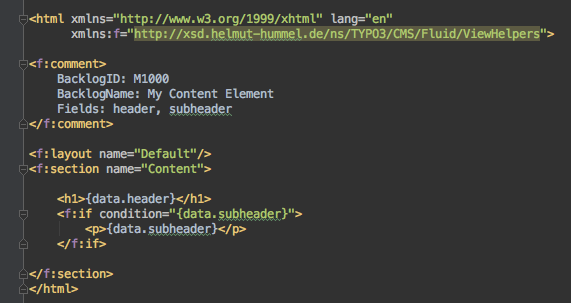 <html xmlns="http://www.w3.org/1999/xhtml" lang="en"
      xmlns:f="http://xsd.helmut-hummel.de/ns/TYPO3/CMS/Fluid/ViewHelpers">
<f:comment>
    BacklogID: M1000
    BacklogName: My Content Element
    Fields: header, subheader
</f:comment>
<f:layout name="Default"/>
<f:section name="Content">
    <h1>{data.header}</h1>
    <f:if condition="{data.subheader}">
        <p>{data.subheader}</p>
    </f:if>
</f:section>
</html>